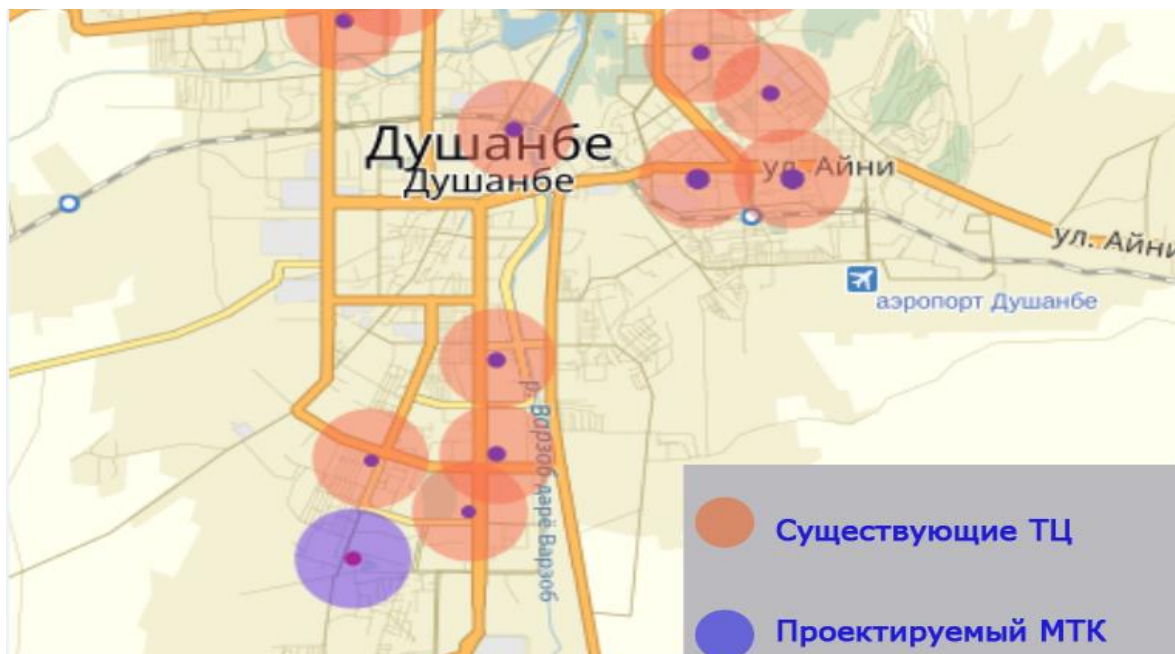 Душанбе
Душанбе
ул. Айни
ул. Айни
аэропорт Душанбе
р. Варзоб дарё Варзоб
Существующие ТЦ
Проектируемый МТК